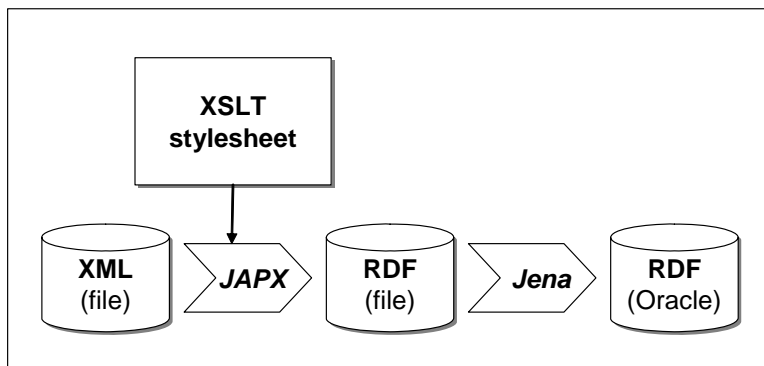 XSLT
stylesheet
XML
(file)
JAPX
RDF
(file)
Jena
RDF
(Oracle)